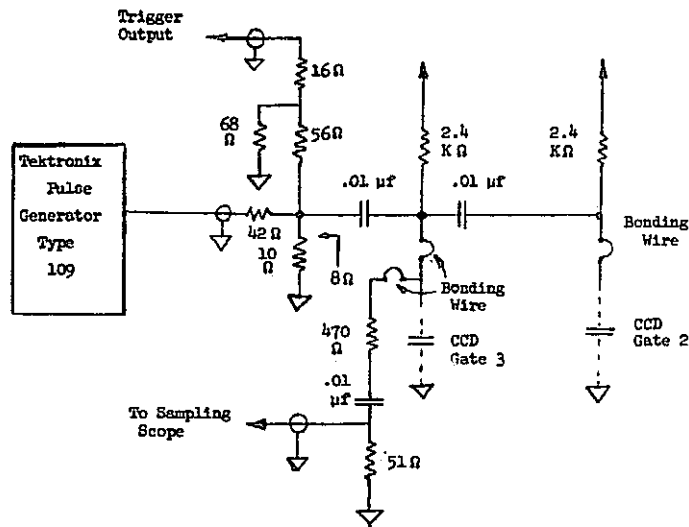 Trigger
Output
16Ω
68
Ω
56Ω
2.4
KΩ
2.4
KΩ
Tektronix
Pulse
Generator
Type
109
.01 µf
.01 µf
42Ω
10
Ω
8Ω
Bonding
Wire
Bonding
Wire
470
Ω
CCD
Gate 3
CCD
Gate 2
.01
µf
To Sampling
Scope
51Ω